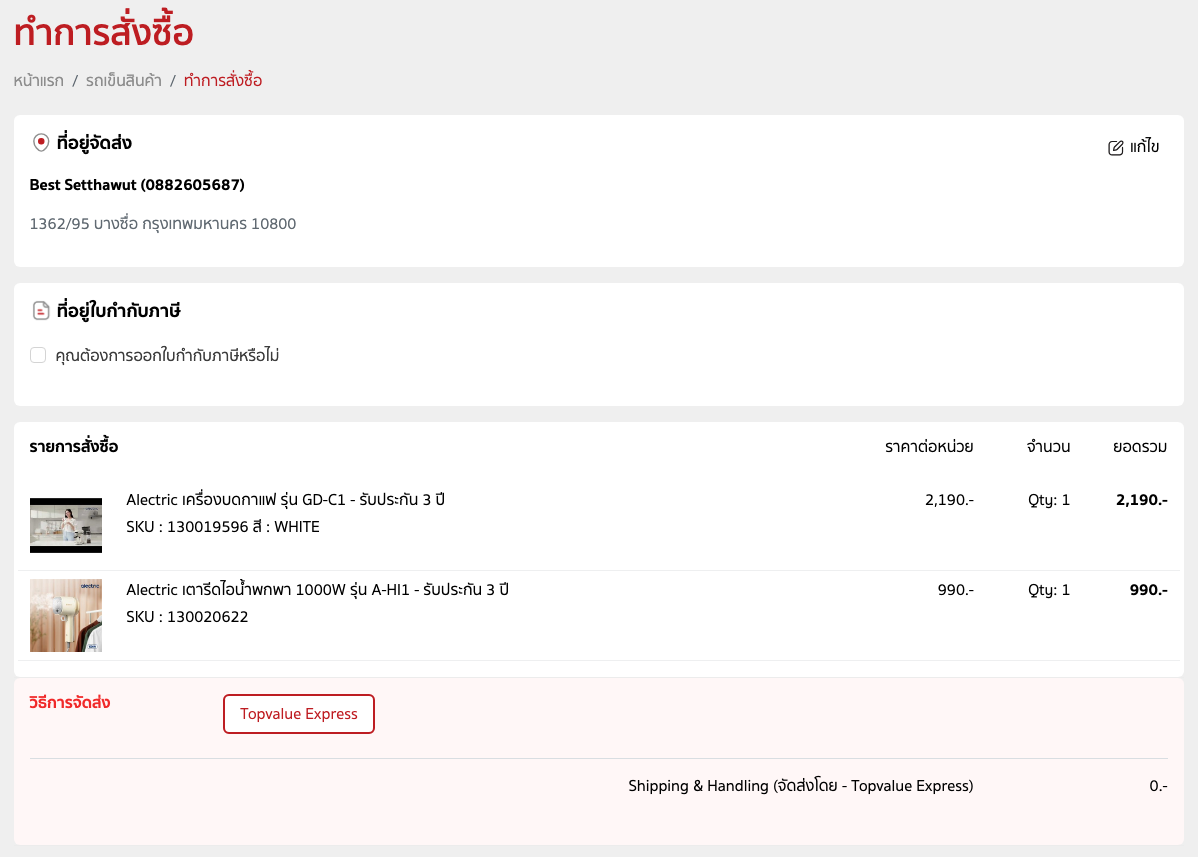 ทำการสั่งซื้อ
หน้าแรก / รถเข็นสินค้า / ทำการสั่งซื้อ
ที่อยู่จัดส่ง
แก้ไข
Best Setthawut (0882605687)
1362/95 บางซื่อ กรุงเทพมหานคร 10800
ที่อยู่ใบกำกับภาษี
คุณต้องการออกใบกำกับภาษีหรือไม่
รายการสั่งซื้อ ราคาต่อหน่วย จำนวน ยอดรวม
Alectric เครื่องบดกาแฟ รุ่น GD-C1 - รับประกัน 3 ปี 2,190.- Qty: 1 2,190.-
SKU : 130019596 สี : WHITE
alectric
Alectric เตารีดไอน้ำพกพา 1000W รุ่น A-HI1 - รับประกัน 3 ปี 990.- Qty: 1 990.-
SKU : 130020622
วิธีการจัดส่ง
Topvalue Express
Shipping & Handling (จัดส่งโดย - Topvalue Express) 0.-